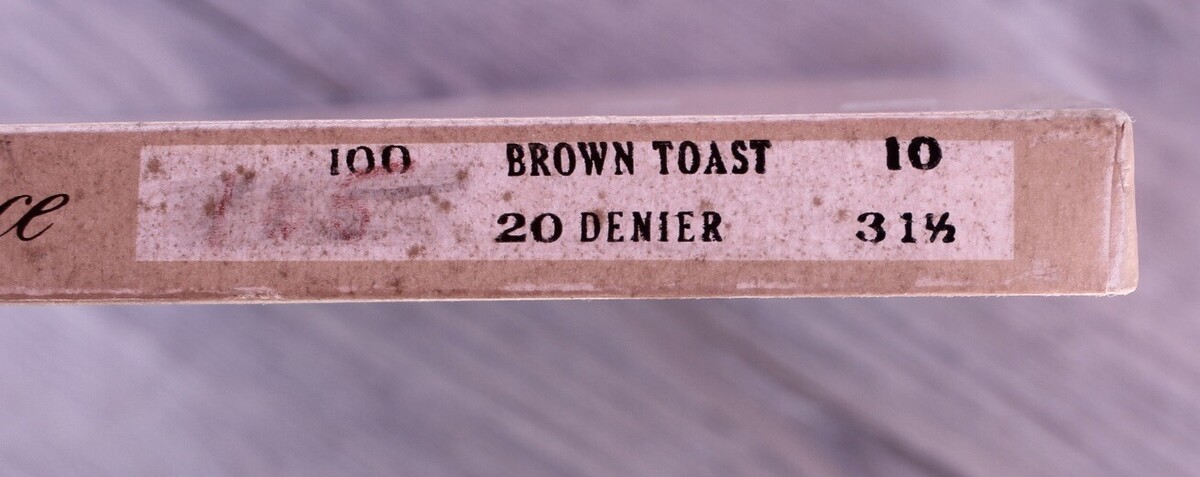 100 BROWN TOAST 10
20 DENIER 31½